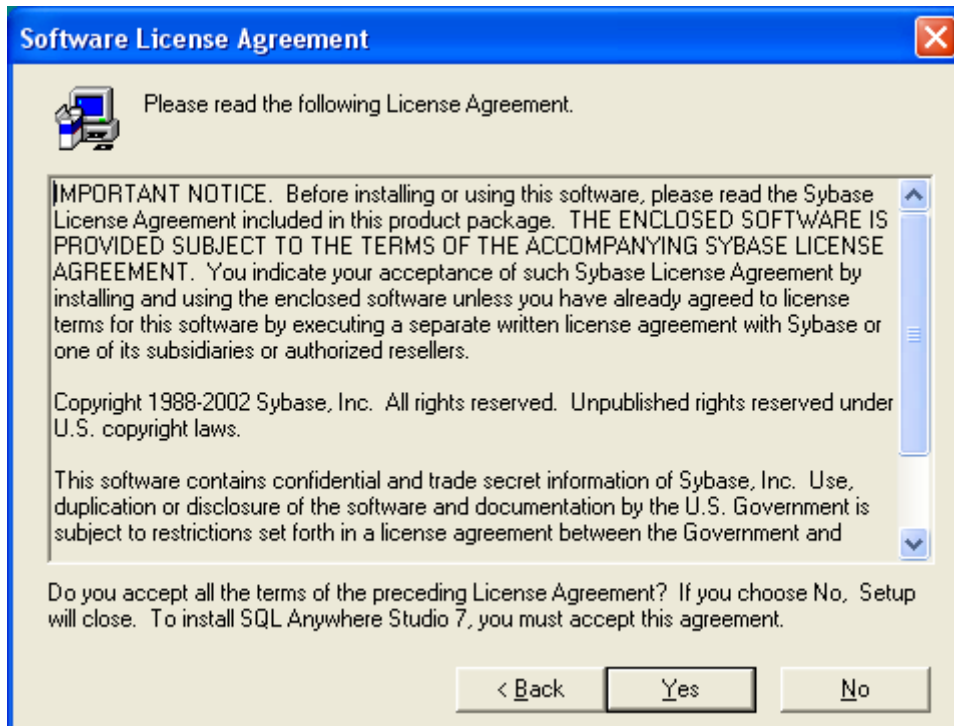 Software License Agreement
Please read the following License Agreement.
IMPORTANT NOTICE.  Before installing or using this software, please read the Sybase
License Agreement included in this product package.  THE ENCLOSED SOFTWARE IS
PROVIDED SUBJECT TO THE TERMS OF THE ACCOMPANYING SYBASE LICENSE
AGREEMENT.  You indicate your acceptance of such Sybase License Agreement by
installing and using the enclosed software unless you have already agreed to license
terms for this software by executing a separate written license agreement with Sybase or
one of its subsidiaries or authorized resellers.
Copyright 1988-2002 Sybase, Inc.  All rights reserved.  Unpublished rights reserved under
U.S. copyright laws.
This software contains confidential and trade secret information of Sybase, Inc.  Use,
duplication or disclosure of the software and documentation by the U.S. Government is
subject to restrictions set forth in a license agreement between the Government and
Do you accept all the terms of the preceding License Agreement?  If you choose No,  Setup
will close.  To install SQL Anywhere Studio 7, you must accept this agreement.
< Back
Yes
No